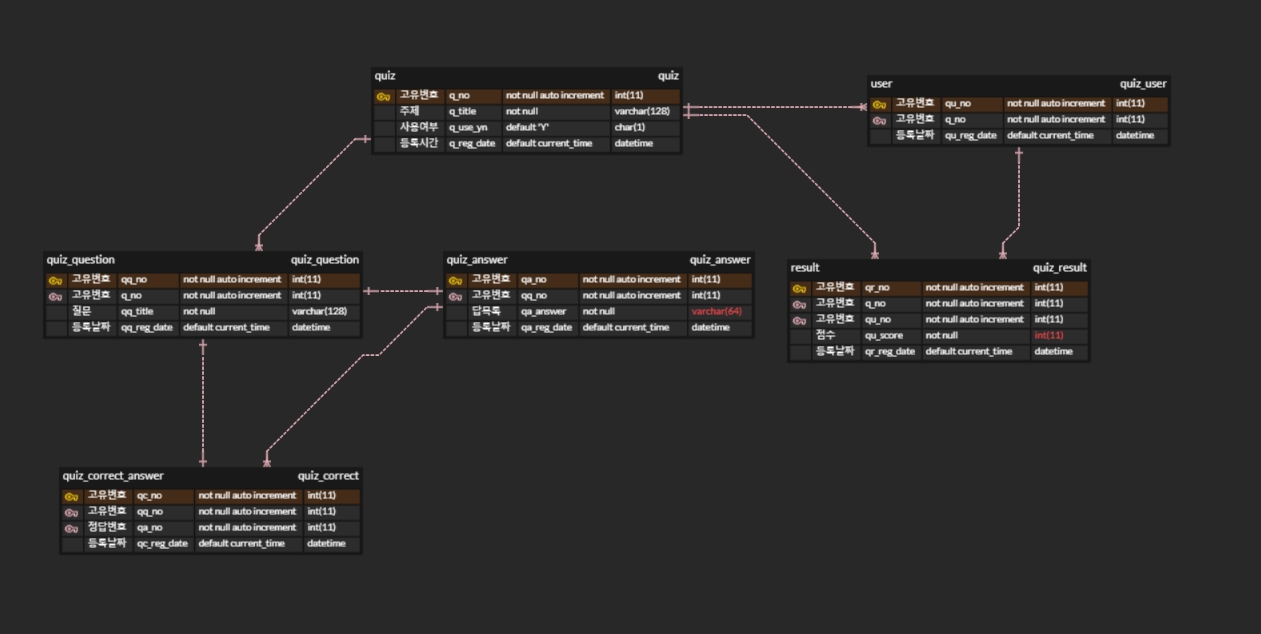 quiz quiz
고유번호 q_no not null auto increment int(11)
주제 q_title not null varchar(128)
사용여부 q_use_yn default 'Y' char(1)
등록시간 q_reg_date default current_time datetime
user quiz_user
고유번호 qu_no not null auto increment int(11)
고유번호 q_no not null auto increment int(11)
등록날짜 qu_reg_date default current_time datetime
quiz_question quiz_question
고유번호 qq_no not null auto increment int(11)
고유번호 q_no not null auto increment int(11)
질문 qq_title not null varchar(128)
등록날짜 qq_reg_date default current_time datetime
quiz_answer quiz_answer
고유번호 qa_no not null auto increment int(11)
고유번호 qq_no not null auto increment int(11)
답목록 qa_answer not null varchar(64)
등록날짜 qa_reg_date default current_time datetime
result quiz_result
고유번호 qr_no not null auto increment int(11)
고유번호 q_no not null auto increment int(11)
고유번호 qu_no not null auto increment int(11)
점수 qu_score not null int(11)
등록날짜 qr_reg_date default current_time datetime
quiz_correct_answer quiz_correct
고유번호 qc_no not null auto increment int(11)
고유번호 qq_no not null auto increment int(11)
정답번호 qa_no not null auto increment int(11)
등록날짜 qc_reg_date default current_time datetime